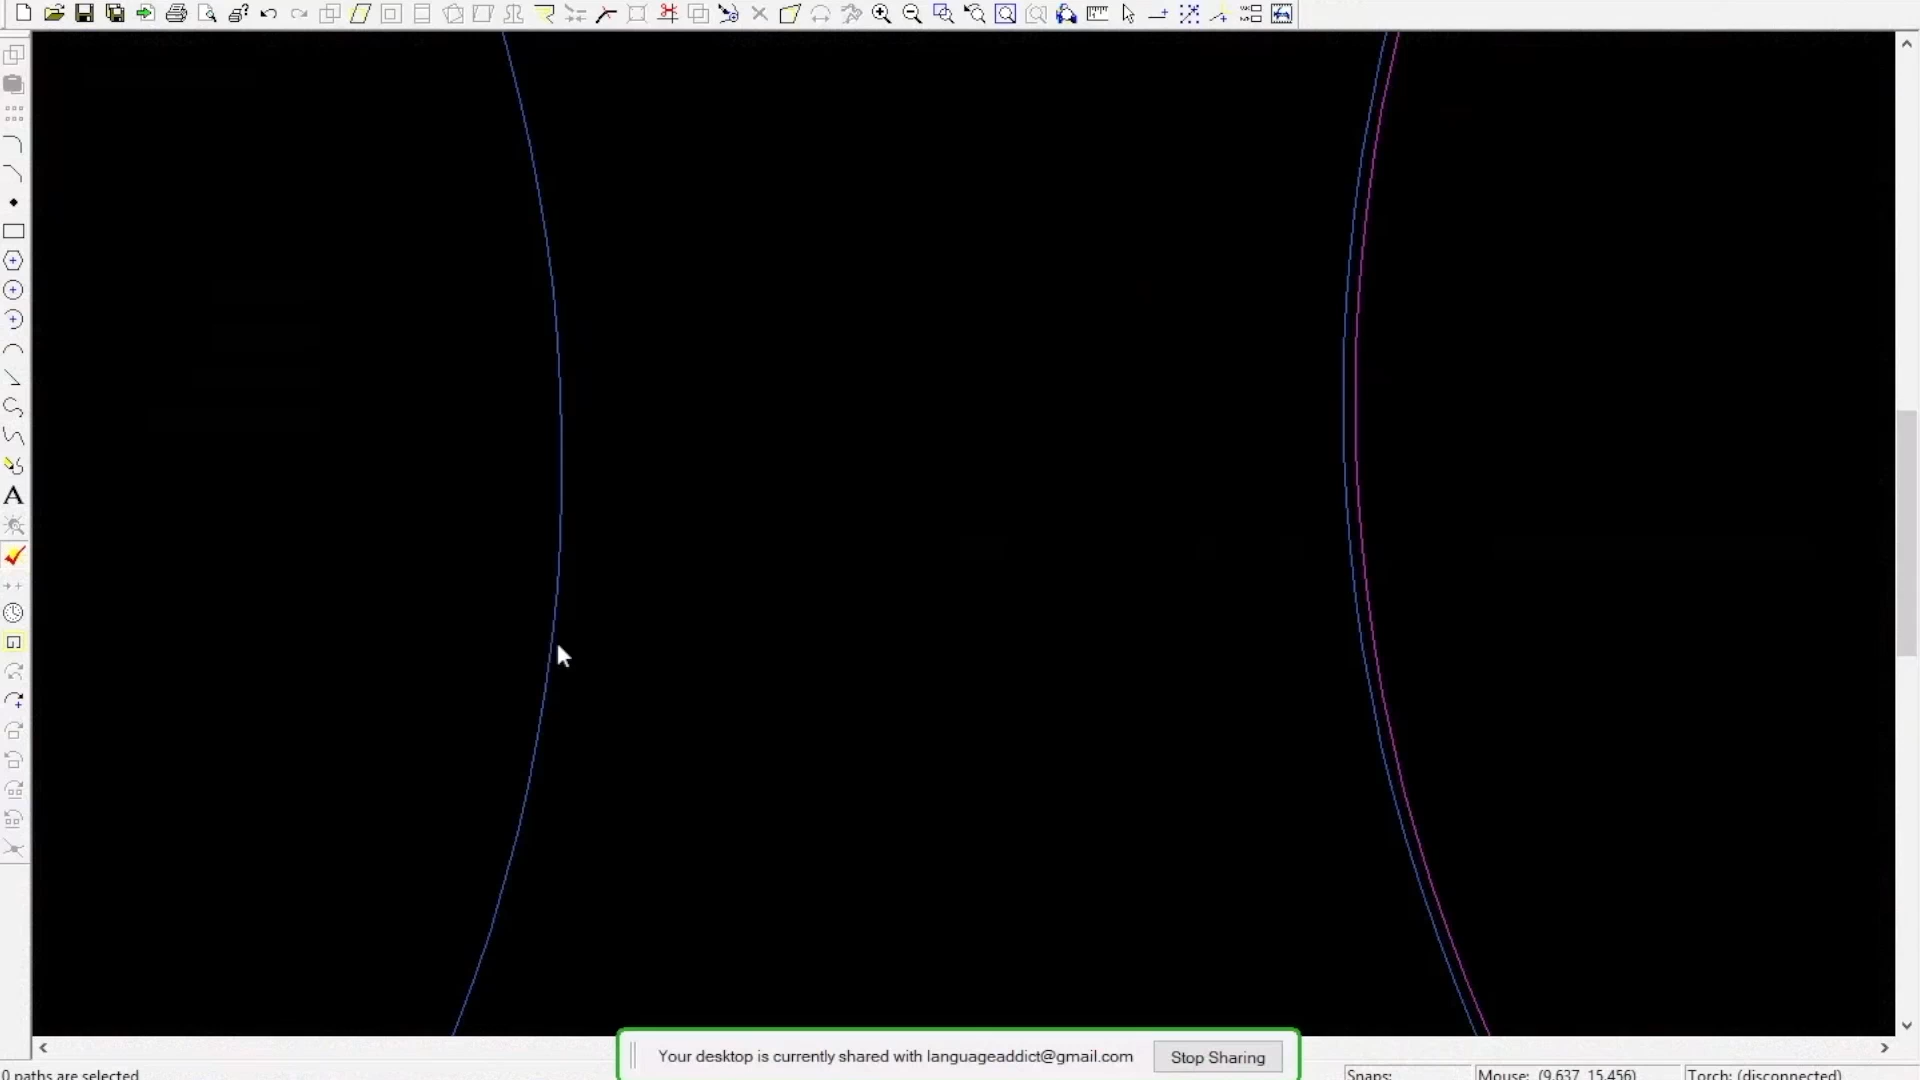 A
Your desktop is currently shared with languageaddict@gmail.com
Stop Sharing
0 paths are selected
Snaps:
Mouse: (9.637, 15.456)
Torch: (disconnected)